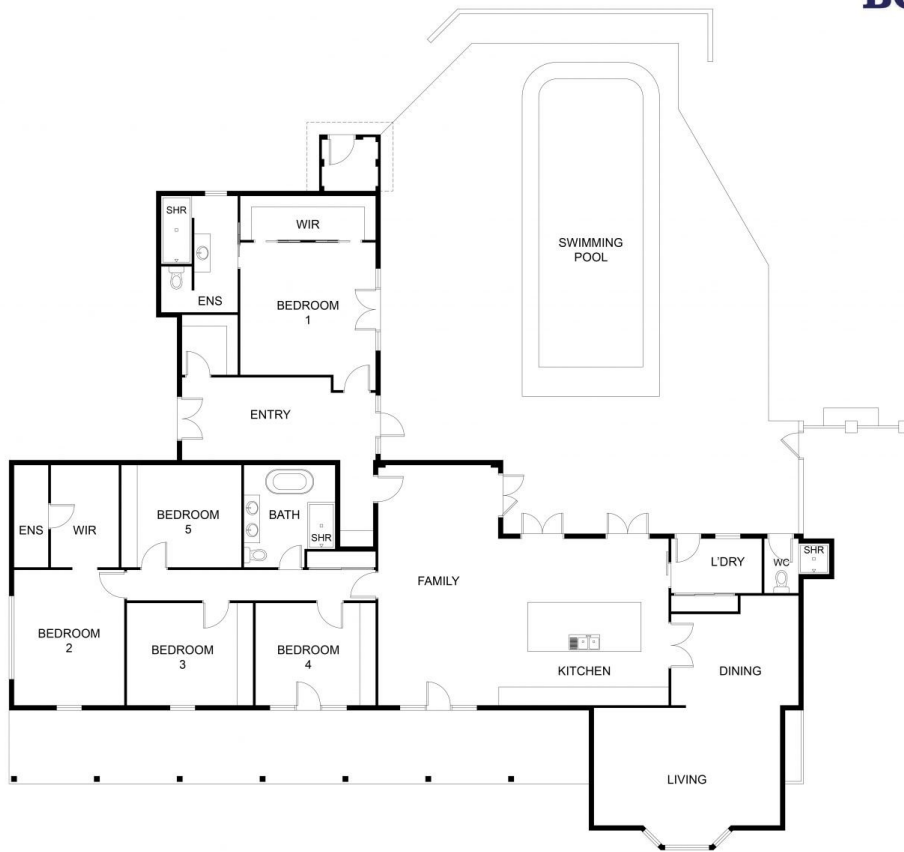 SHR
WIR
SWIMMING
POOL
ENS
BEDROOM
1
ENTRY
ENS
WIR
BEDROOM
5
BATH
SHR
FAMILY
L'DRY
WC
SHR
BEDROOM
2
BEDROOM
3
BEDROOM
4
KITCHEN
DINING
LIVING